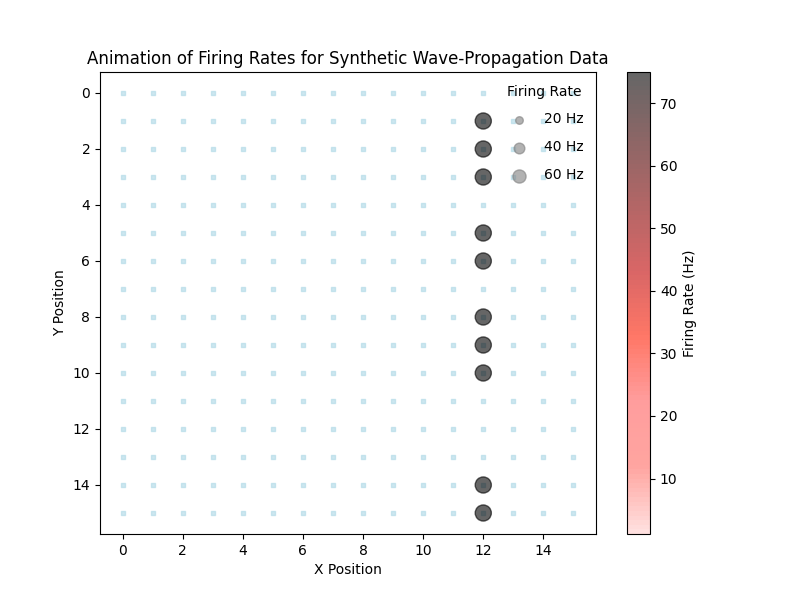 Animation of Firing Rates for Synthetic Wave-Propagation Data
Firing Rate
20 Hz
40 Hz
60 Hz
0
2
4
6
8
10
12
14
Y Position
0 2 4 6 8 10 12 14
X Position
70
60
50
40
30
20
10
Firing Rate (Hz)